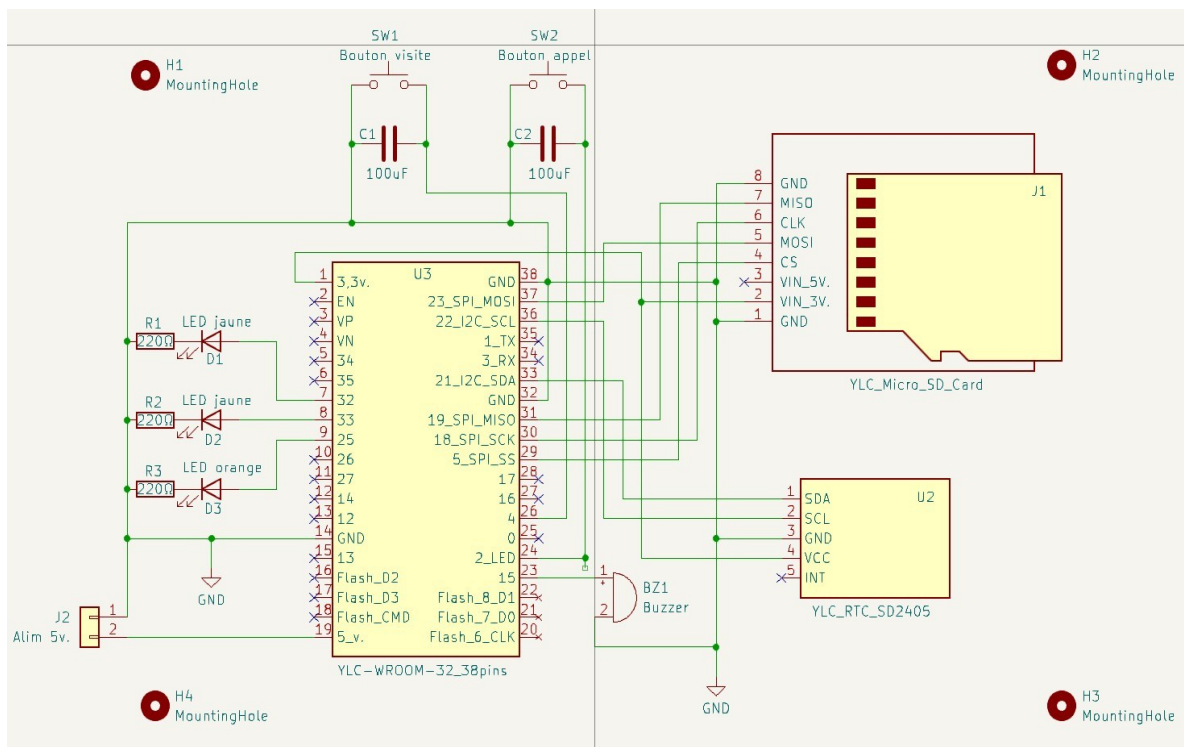 SW1
Bouton visite
SW2
Bouton appel
H1
MountingHole
H2
MountingHole
C1
100uF
C2
100uF
J1
8 GND
7 MISO
6 CLK
5 MOSI
4 CS
3 VIN_5V.
2 VIN_3V.
1 GND
YLC_Micro_SD_Card
U3
1 3,3v.
2 EN
3 VP
4 VN
5 34
6 35
7 32
8 33
9 25
10 26
11 27
12 14
13 12
14 GND
15 13
16 Flash_D2
17 Flash_D3
18 Flash_CMD
19 5_v.
GND 38
23_SPI_MOSI 37
22_I2C_SCL 36
1_TX 35
3_RX 34
21_I2C_SDA 33
GND 32
19_SPI_MISO 31
18_SPI_SCK 30
5_SPI_SS 29
17 28
16 27
4 26
0 25
2_LED 24
15 23
Flash_8_D1 22
Flash_7_D0 21
Flash_6_CLK 20
YLC-WROOM-32_38pins
R1
220Ω
LED jaune
D1
R2
220Ω
LED jaune
D2
R3
220Ω
LED orange
D3
GND
J2
Alim 5v.
1
2
U2
1 SDA
2 SCL
3 GND
4 VCC
5 INT
YLC_RTC_SD2405
1
+
2
BZ1
Buzzer
GND
H4
MountingHole
H3
MountingHole